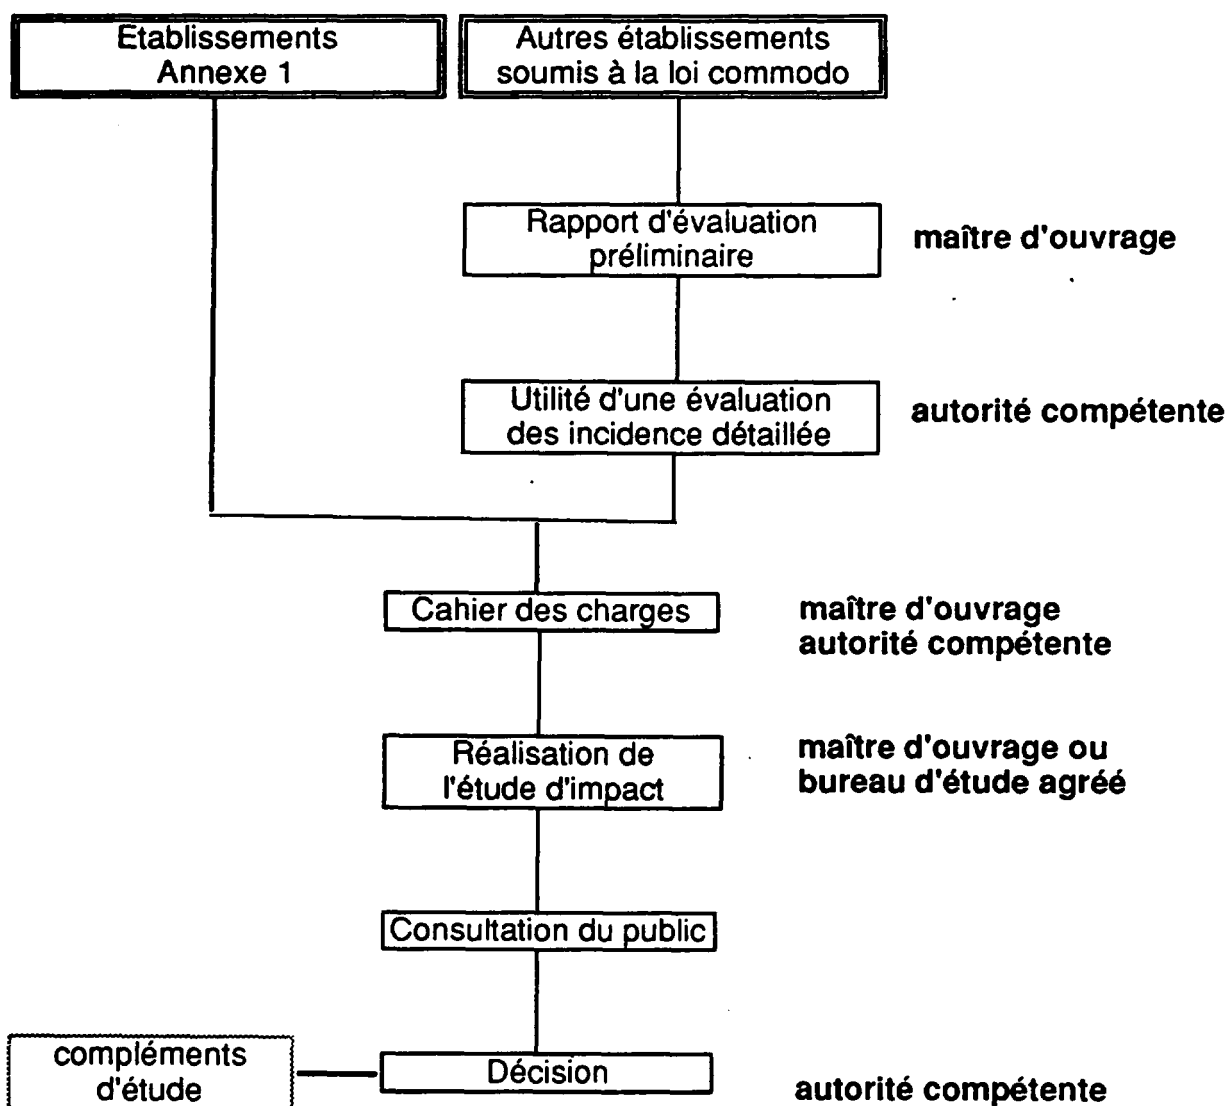 Etablissements
Annexe 1
Autres établissements
soumis à la loi commodo
Rapport d'évaluation
préliminaire
maître d'ouvrage
Utilité d'une évaluation
des incidence détaillée
autorité compétente
Cahier des charges
maître d'ouvrage
autorité compétente
Réalisation de
l'étude d'impact
maître d'ouvrage ou
bureau d'étude agréé
Consultation du public
compléments
d'étude
Décision
autorité compétente